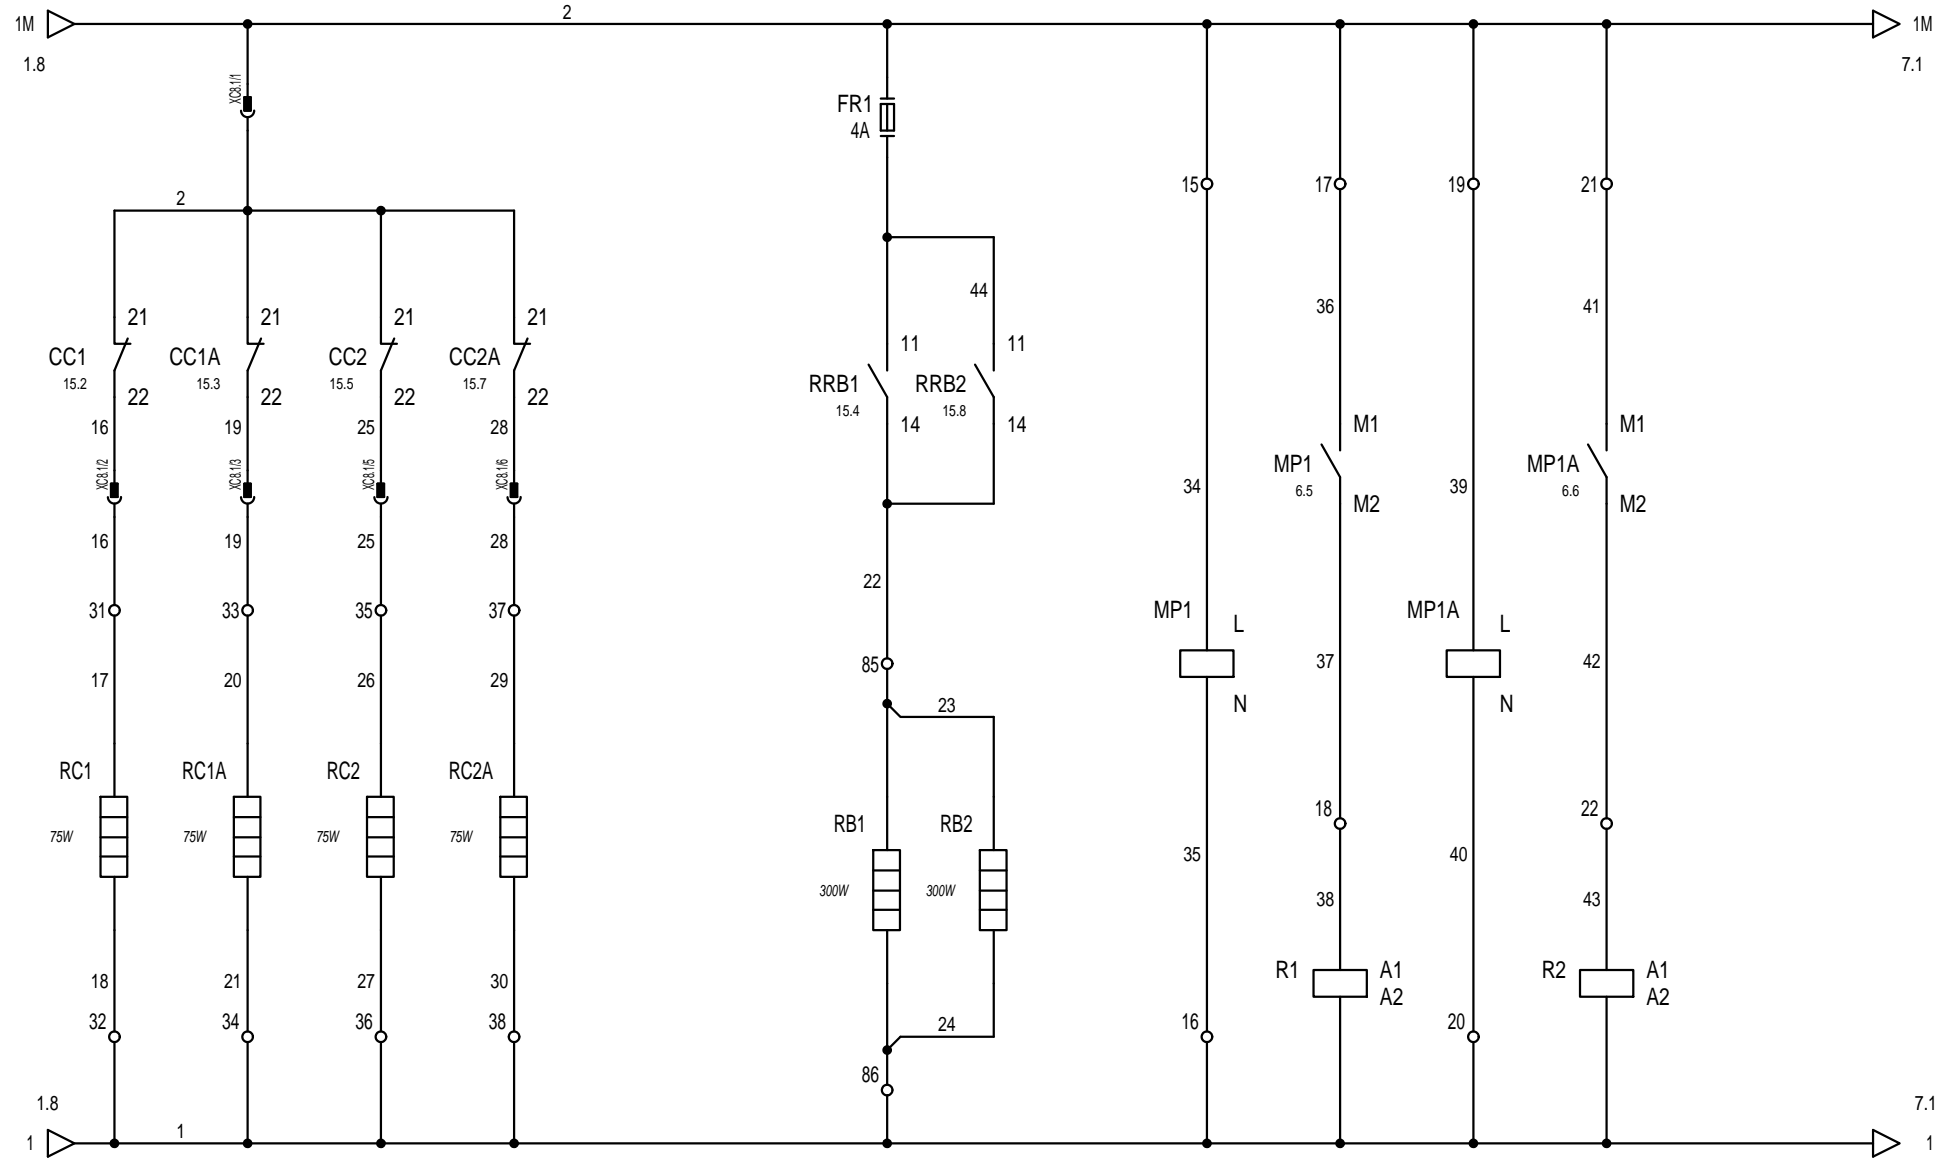 2
1M 1M
1.8 7.1
XC8.1/1
FR1
4A
2
15 17 19 21
44 36 41
21 21 21 21
CC1 CC1A CC2 CC2A
15.2 15.3 15.5 15.7
22 22 22 22
11 11
RRB1 RRB2
15.4 15.8
14 14
16 19 25 28
XC8.1/2 XC8.1/3 XC8.1/5 XC8.1/6
M1 M1
MP1 MP1A
6.5 6.6
M2 M2
34 39
16 19 25 28
22
31 33 35 37
MP1 L MP1A L
85 37 42
17 20 26 29
23 N N
RC1 RC1A RC2 RC2A
75W 75W 75W 75W
RB1 RB2
300W 300W
18 22
35 40
38 43
R1 A1 R2 A1
A2 A2
18 21 27 30
32 34 36 38
24 16 20
86
1.8 7.1
1 1 1